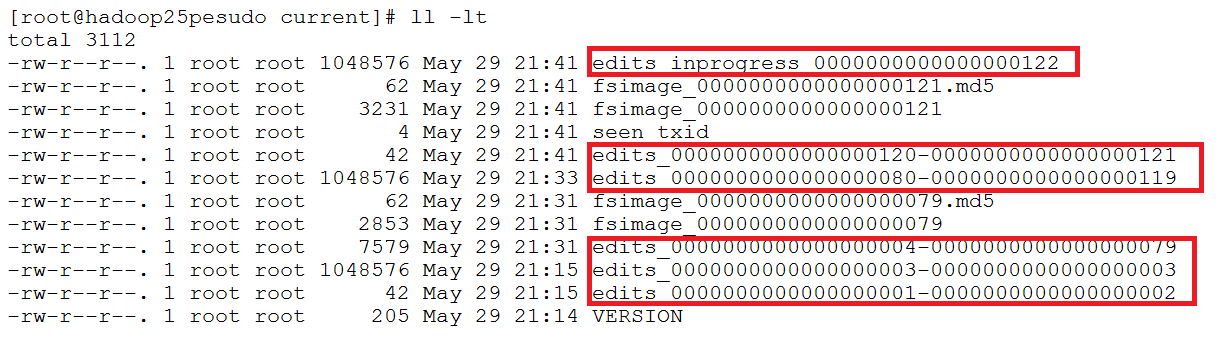 [root@hadoop25pesudo current]# ll -lt
total 3112
-rw-r--r--. 1 root root 1048576 May 29 21:41 edits_inprogress_0000000000000000122
-rw-r--r--. 1 root root      62 May 29 21:41 fsimage_0000000000000000121.md5
-rw-r--r--. 1 root root    3231 May 29 21:41 fsimage_0000000000000000121
-rw-r--r--. 1 root root       4 May 29 21:41 seen_txid
-rw-r--r--. 1 root root      42 May 29 21:41 edits_0000000000000000120-0000000000000000121
-rw-r--r--. 1 root root 1048576 May 29 21:33 edits_0000000000000000080-0000000000000000119
-rw-r--r--. 1 root root      62 May 29 21:31 fsimage_0000000000000000079.md5
-rw-r--r--. 1 root root    2853 May 29 21:31 fsimage_0000000000000000079
-rw-r--r--. 1 root root    7579 May 29 21:31 edits_0000000000000000004-0000000000000000079
-rw-r--r--. 1 root root 1048576 May 29 21:15 edits_0000000000000000003-0000000000000000003
-rw-r--r--. 1 root root      42 May 29 21:15 edits_0000000000000000001-0000000000000000002
-rw-r--r--. 1 root root     205 May 29 21:14 VERSION